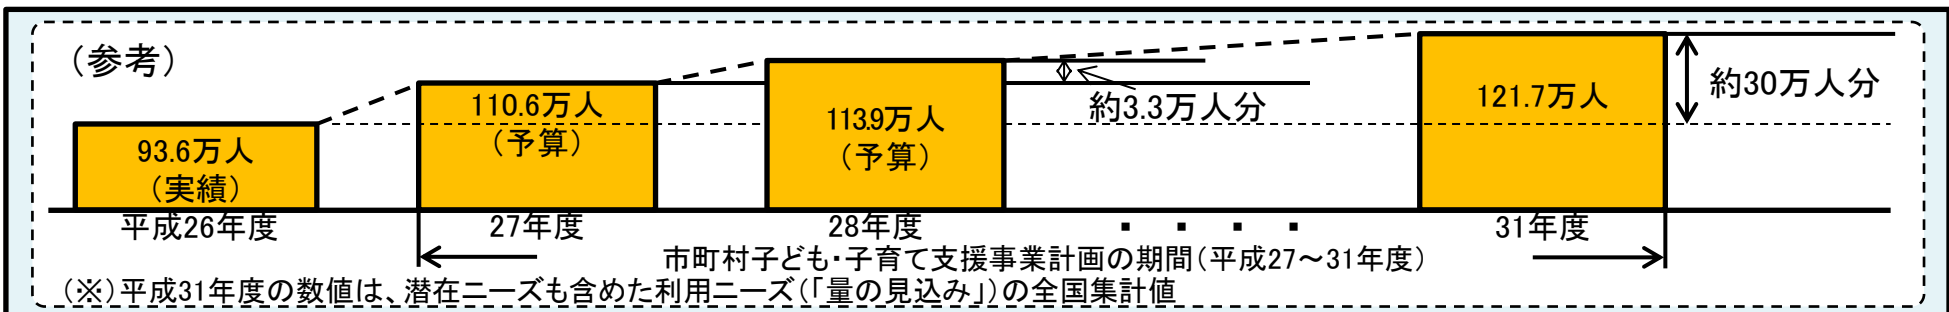 （参考）
93.6万人
（実績）
平成26年度
110.6万人
（予算）
27年度
113.9万人
（予算）
28年度
約3.3万人分
・ ・ ・ ・
121.7万人
31年度
約30万人分
市町村子ども・子育て支援事業計画の期間（平成27～31年度）
（※）平成31年度の数値は、潜在ニーズも含めた利用ニーズ（「量の見込み」）の全国集計値